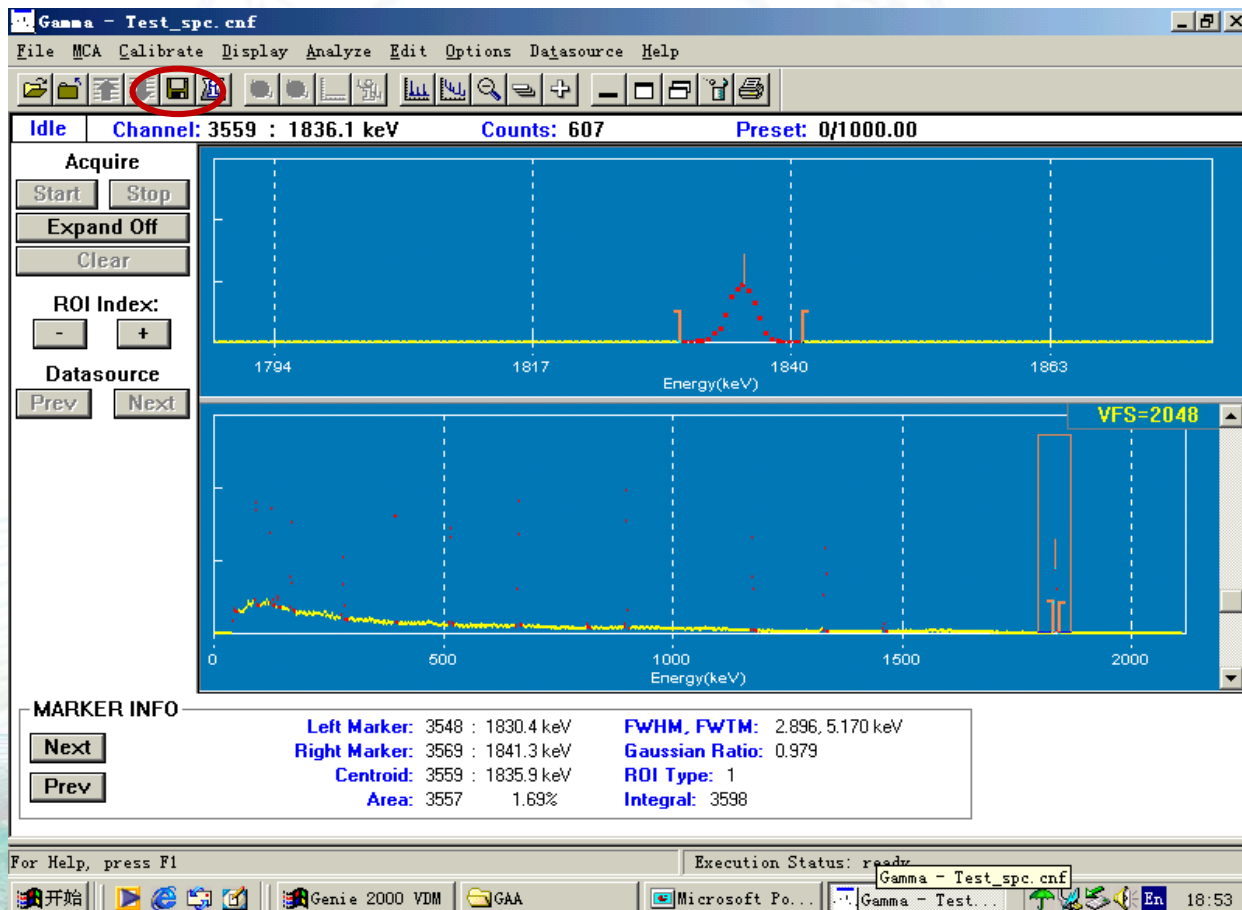 Gamma - Test_spc.cnf
File MCA Calibrate Display Analyze Edit Options Datasource Help
Idle Channel: 3559 : 1836.1 keV Counts: 607 Preset: 0/1000.00
Acquire
Start Stop
Expand Off
Clear
ROI Index:
- +
Datasource
Prev Next
1794 1817 1840 1863
Energy(keV)
VFS=2048
0 500 1000 1500 2000
Energy(keV)
MARKER INFO
Next
Prev
Left Marker: 3548 : 1830.4 keV FWHM, FWTM: 2.896, 5.170 keV
Right Marker: 3569 : 1841.3 keV Gaussian Ratio: 0.979
Centroid: 3559 : 1835.9 keV ROI Type: 1
Area: 3557 1.69% Integral: 3598
For Help, press F1 Execution Status: ready
Gamma - Test_spc.cnf
开始 Genie 2000 VDM GAA Microsoft Po... Gamma - Test... En 18:53